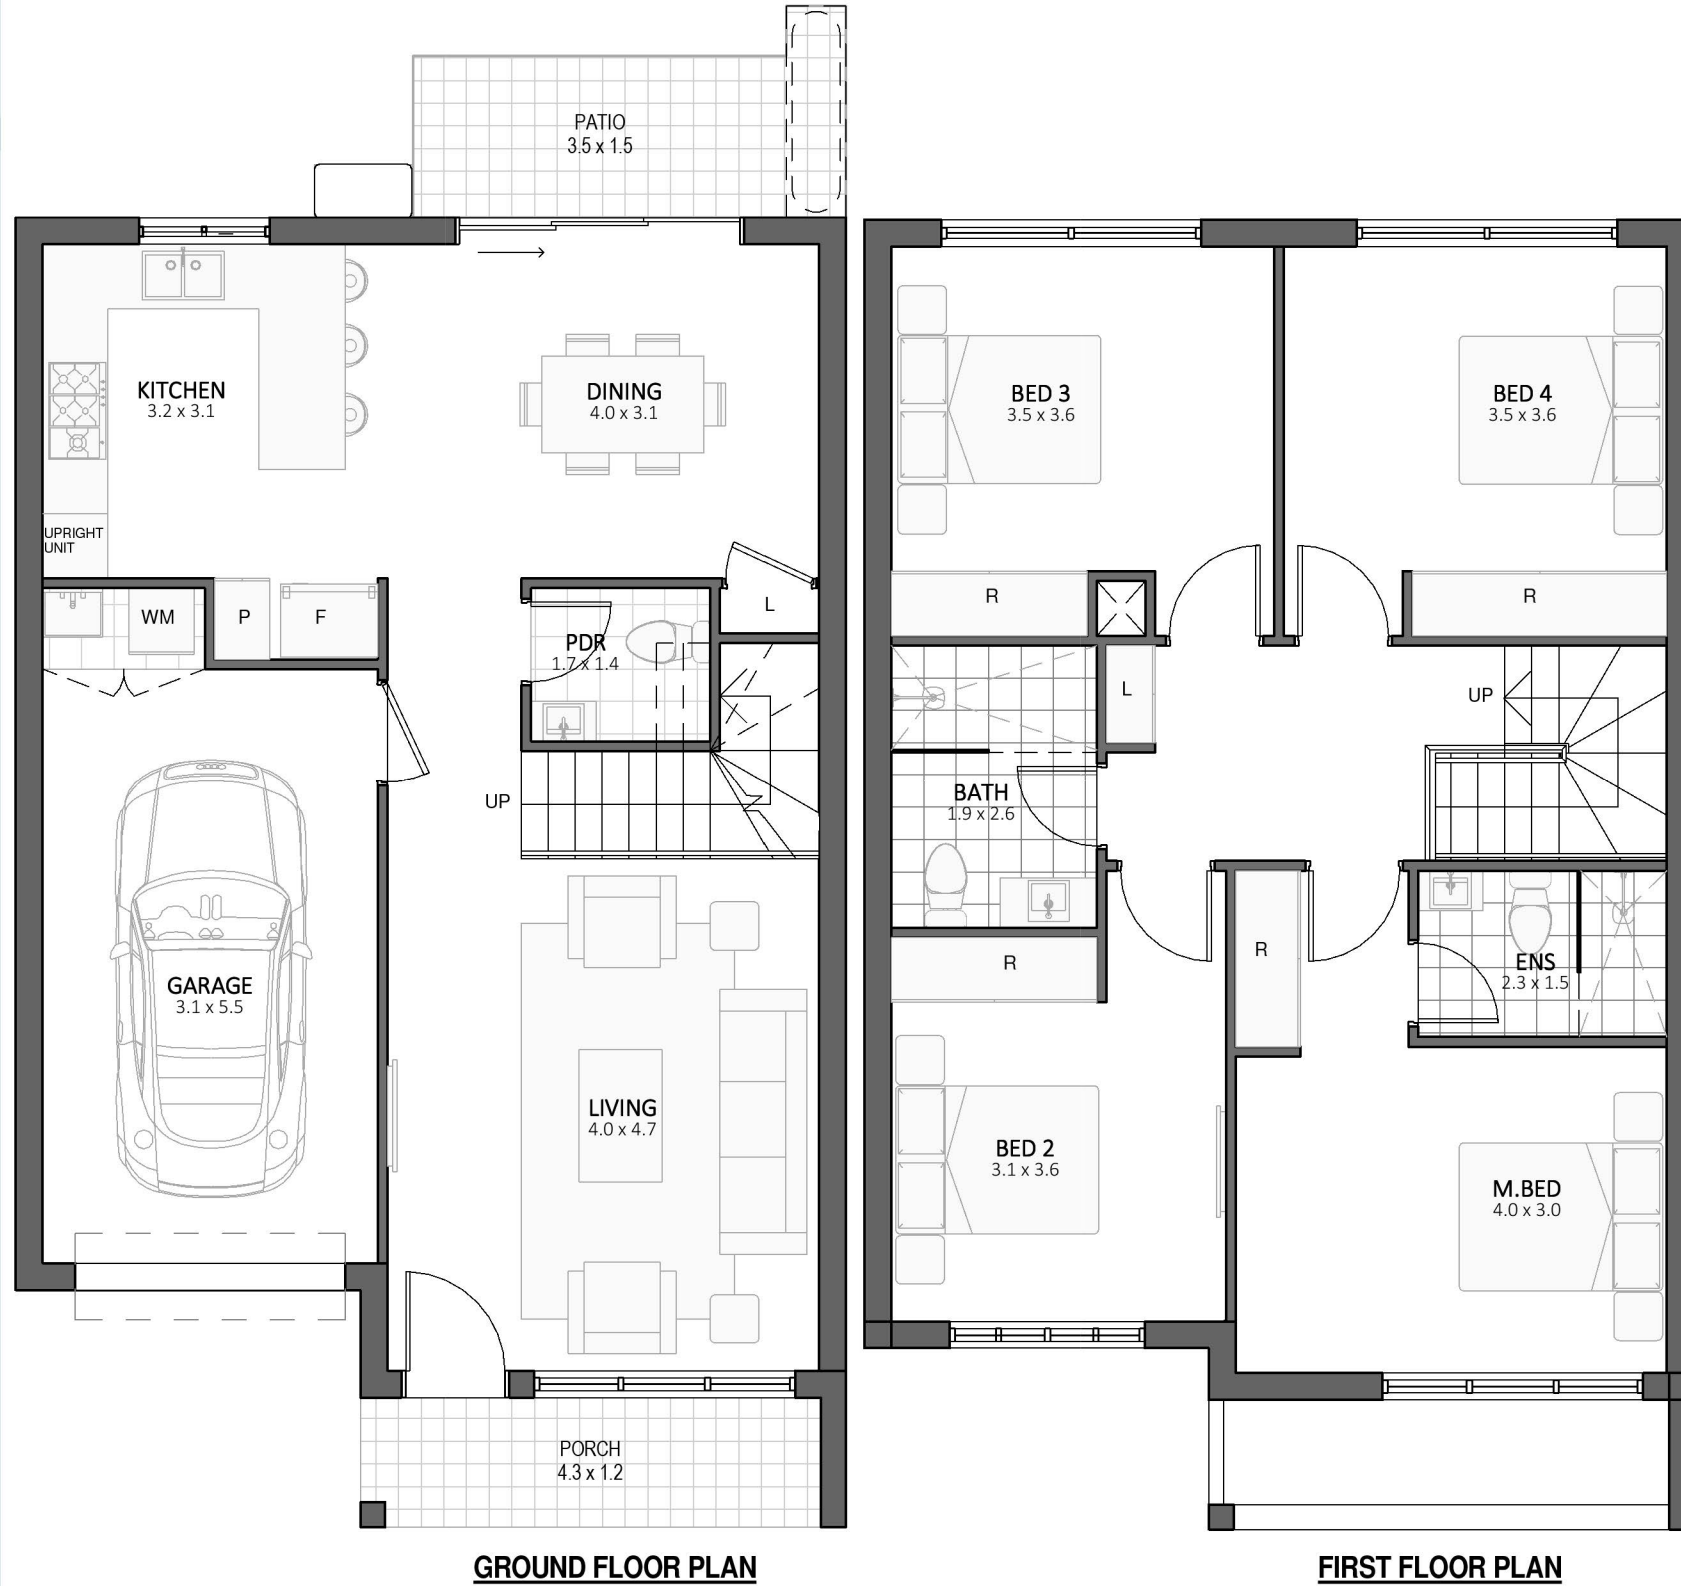 PATIO
3.5 x 1.5
KITCHEN
3.2 x 3.1
DINING
4.0 x 3.1
UPRIGHT
UNIT
WM
P
F
L
PDR
1.7 x 1.4
UP
GARAGE
3.1 x 5.5
LIVING
4.0 x 4.7
PORCH
4.3 x 1.2
GROUND FLOOR PLAN
BED 3
3.5 x 3.6
BED 4
3.5 x 3.6
R
R
L
UP
BATH
1.9 x 2.6
R
R
ENS
2.3 x 1.5
BED 2
3.1 x 3.6
M.BED
4.0 x 3.0
FIRST FLOOR PLAN